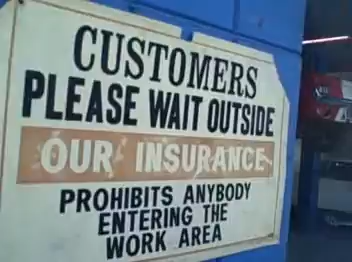 CUSTOMERS
PLEASE WAIT OUTSIDE
OUR INSURANCE
PROHIBITS ANYBODY
ENTERING THE
WORK AREA